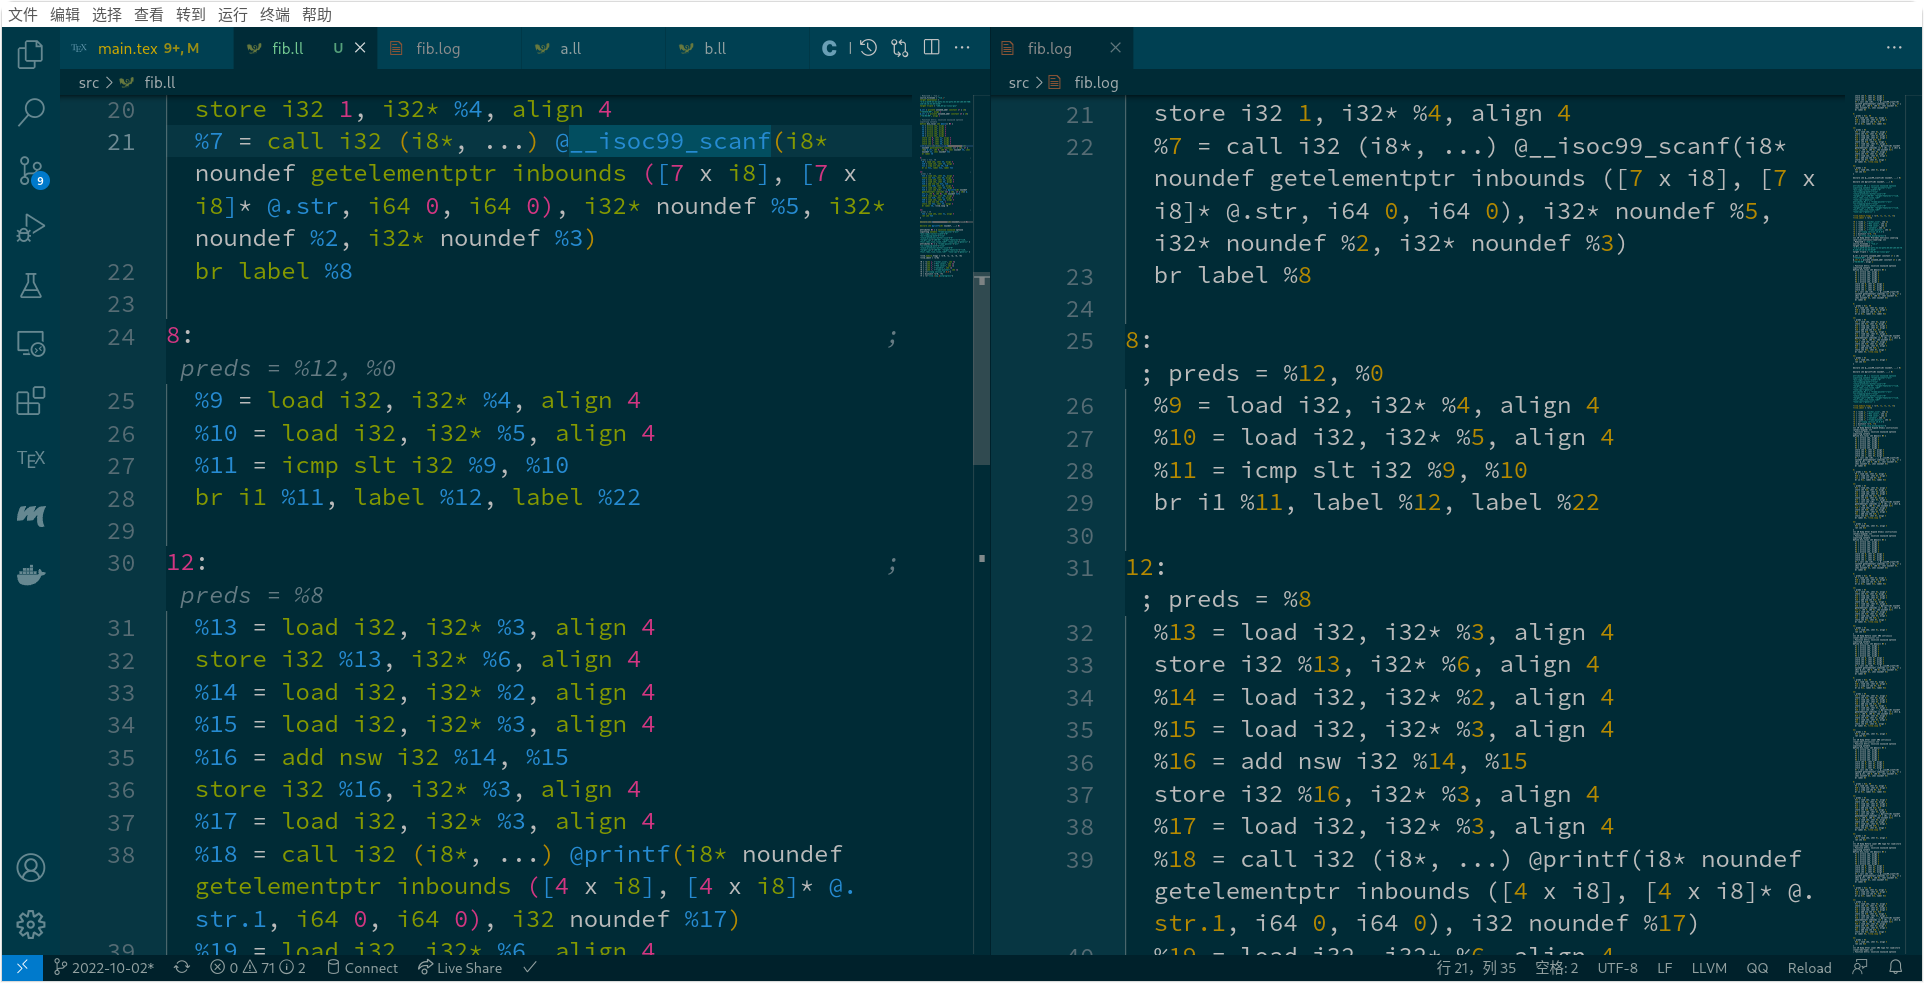 文件 编辑 选择 查看 转到 运行 终端 帮助
main.tex 9+, M fib.ll U fib.log a.ll b.ll
src > fib.ll
20 store i32 1, i32* %4, align 4
21 %7 = call i32 (i8*, ...) @__isoc99_scanf(i8*
noundef getelementptr inbounds ([7 x i8], [7 x
i8]* @.str, i64 0, i64 0), i32* noundef %5, i32*
noundef %2, i32* noundef %3)
22 br label %8
23
24 8: ;
preds = %12, %0
25 %9 = load i32, i32* %4, align 4
26 %10 = load i32, i32* %5, align 4
27 %11 = icmp slt i32 %9, %10
28 br i1 %11, label %12, label %22
29
30 12: ;
preds = %8
31 %13 = load i32, i32* %3, align 4
32 store i32 %13, i32* %6, align 4
33 %14 = load i32, i32* %2, align 4
34 %15 = load i32, i32* %3, align 4
35 %16 = add nsw i32 %14, %15
36 store i32 %16, i32* %3, align 4
37 %17 = load i32, i32* %3, align 4
38 %18 = call i32 (i8*, ...) @printf(i8* noundef
getelementptr inbounds ([4 x i8], [4 x i8]* @.
str.1, i64 0, i64 0), i32 noundef %17)
39 %19 = load i32, i32* %6, align 4
fib.log
src > fib.log
21 store i32 1, i32* %4, align 4
22 %7 = call i32 (i8*, ...) @__isoc99_scanf(i8*
noundef getelementptr inbounds ([7 x i8], [7 x
i8]* @.str, i64 0, i64 0), i32* noundef %5,
i32* noundef %2, i32* noundef %3)
23 br label %8
24
25 8:
; preds = %12, %0
26 %9 = load i32, i32* %4, align 4
27 %10 = load i32, i32* %5, align 4
28 %11 = icmp slt i32 %9, %10
29 br i1 %11, label %12, label %22
30
31 12:
; preds = %8
32 %13 = load i32, i32* %3, align 4
33 store i32 %13, i32* %6, align 4
34 %14 = load i32, i32* %2, align 4
35 %15 = load i32, i32* %3, align 4
36 %16 = add nsw i32 %14, %15
37 store i32 %16, i32* %3, align 4
38 %17 = load i32, i32* %3, align 4
39 %18 = call i32 (i8*, ...) @printf(i8* noundef
getelementptr inbounds ([4 x i8], [4 x i8]* @.
str.1, i64 0, i64 0), i32 noundef %17)
40 %19 = load i32, i32* %6, align 4
9
TEX
2022-10-02* 0 71 2 Connect Live Share 行 21，列 35 空格: 2 UTF-8 LF LLVM QQ Reload